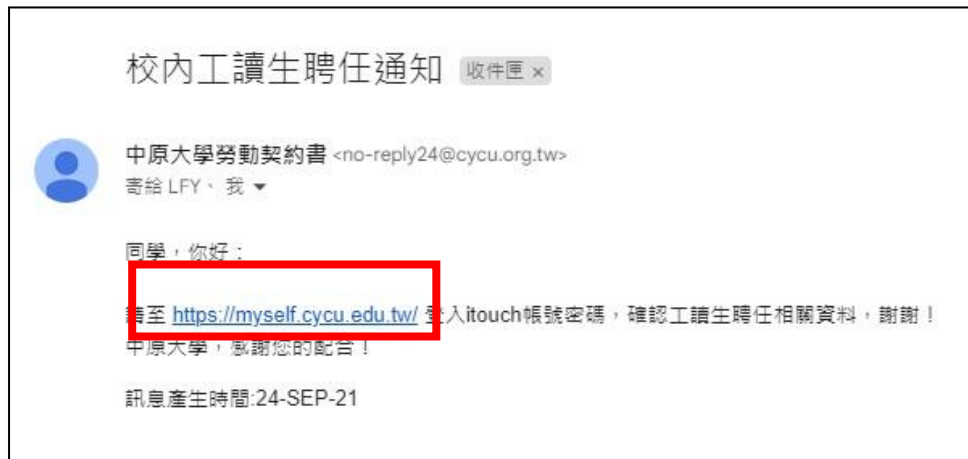 校內工讀生聘任通知 收件匣 ×
中原大學勞動契約書 <no-reply24@cycu.org.tw>
寄給 LFY、 我
同學,你好:
請至 https://myself.cycu.edu.tw/ 登入itouch帳號密碼,確認工讀生聘任相關資料,謝謝!
中原大學,感謝您的配合!
訊息產生時間:24-SEP-21